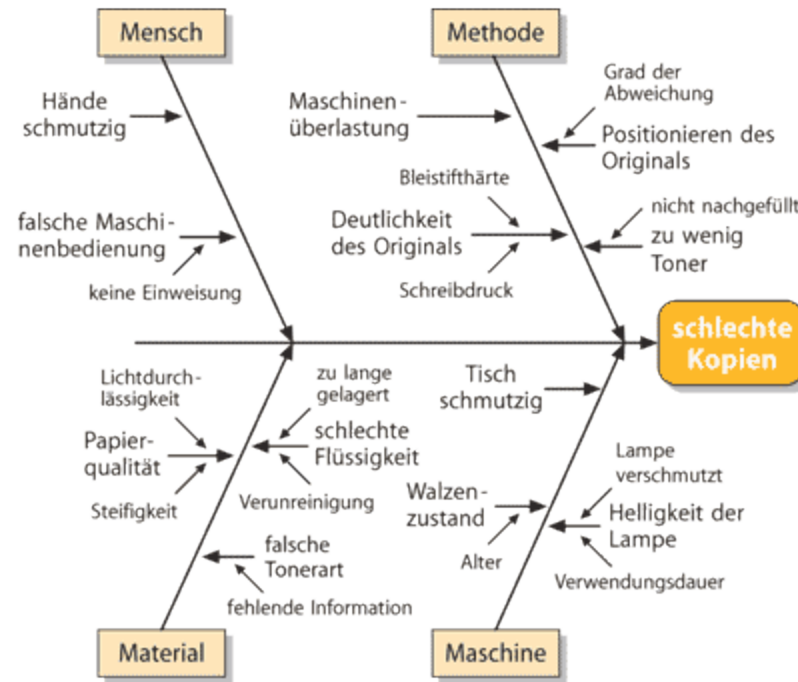 Mensch
Methode
Hände
schmutzig
Maschinen-
überlastung
Grad der
Abweichung
Positionieren des
Originals
Bleistifthärte
falsche Maschi-
nenbedienung
keine Einweisung
Deutlichkeit
des Originals
Schreibdruck
nicht nachgefüllt
zu wenig
Toner
schlechte
Kopien
Lichtdurch-
lässigkeit
Papier-
qualität
Steifigkeit
zu lange
gelagert
schlechte
Flüssigkeit
Verunreinigung
falsche
Tonerart
fehlende Information
Tisch
schmutzig
Walzen-
zustand
Alter
Lampe
verschmutzt
Helligkeit der
Lampe
Verwendungsdauer
Material
Maschine